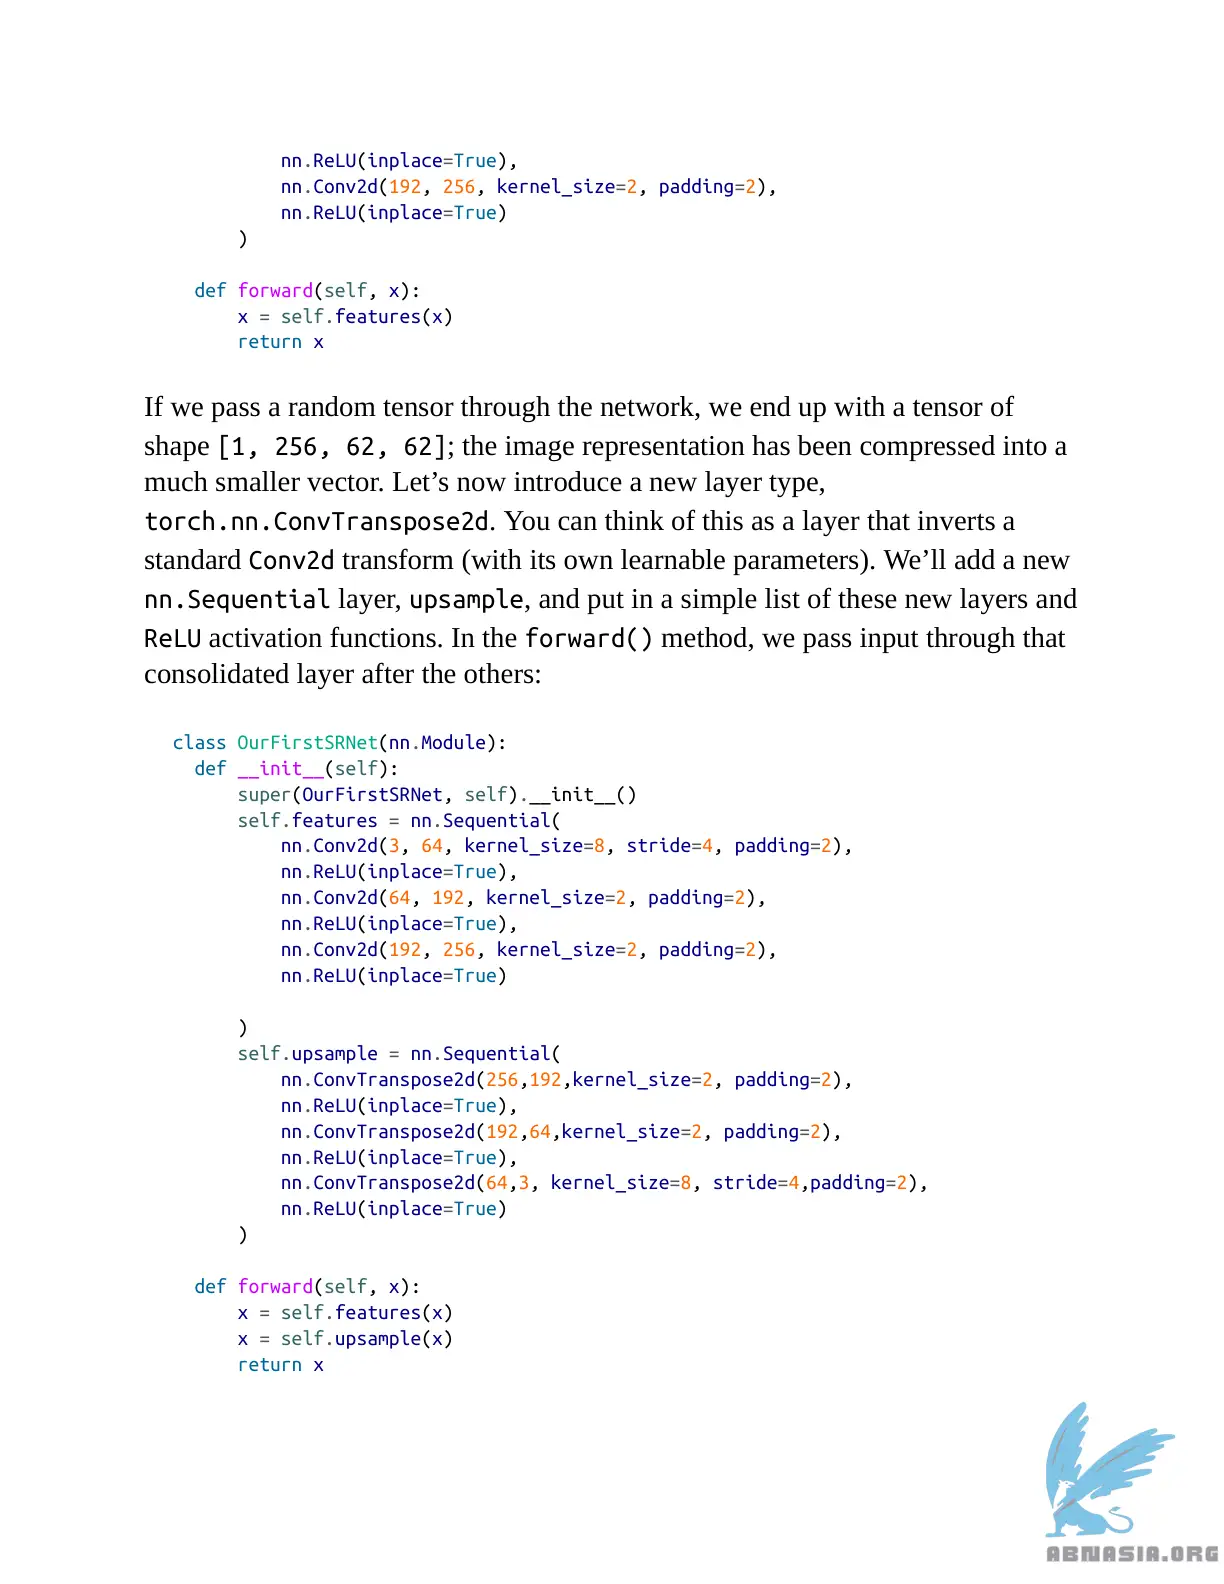 nn.ReLU(inplace=True),
nn.Conv2d(192, 256, kernel_size=2, padding=2),
nn.ReLU(inplace=True)
)
def forward(self, x):
x = self.features(x)
return x
If we pass a random tensor through the network, we end up with a tensor of
shape [1, 256, 62, 62]; the image representation has been compressed into a
much smaller vector. Let’s now introduce a new layer type,
torch.nn.ConvTranspose2d. You can think of this as a layer that inverts a
standard Conv2d transform (with its own learnable parameters). We’ll add a new
nn.Sequential layer, upsample, and put in a simple list of these new layers and
ReLU activation functions. In the forward() method, we pass input through that
consolidated layer after the others:
class OurFirstSRNet(nn.Module):
def __init__(self):
super(OurFirstSRNet, self).__init__()
self.features = nn.Sequential(
nn.Conv2d(3, 64, kernel_size=8, stride=4, padding=2),
nn.ReLU(inplace=True),
nn.Conv2d(64, 192, kernel_size=2, padding=2),
nn.ReLU(inplace=True),
nn.Conv2d(192, 256, kernel_size=2, padding=2),
nn.ReLU(inplace=True)
)
self.upsample = nn.Sequential(
nn.ConvTranspose2d(256,192,kernel_size=2, padding=2),
nn.ReLU(inplace=True),
nn.ConvTranspose2d(192,64,kernel_size=2, padding=2),
nn.ReLU(inplace=True),
nn.ConvTranspose2d(64,3, kernel_size=8, stride=4,padding=2),
nn.ReLU(inplace=True)
)
def forward(self, x):
x = self.features(x)
x = self.upsample(x)
return x
ABNASIA.ORG